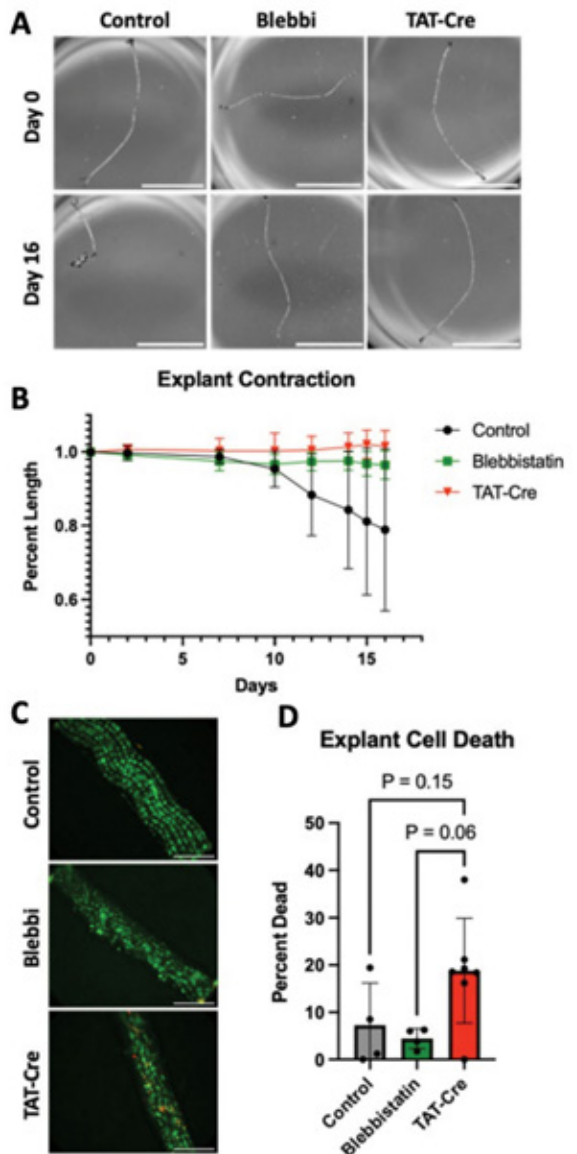 A
Control Blebbi TAT-Cre
Day 0
Day 16
B
Explant Contraction
Percent Length
1.0
0.8
0.6
0 5 10 15
Days
Control
Blebbistatin
TAT-Cre
C
Control
Blebbi
TAT-Cre
D
Explant Cell Death
P = 0.15
P = 0.06
Percent Dead
50
40
30
20
10
0
Control
Blebbistatin
TAT-Cre